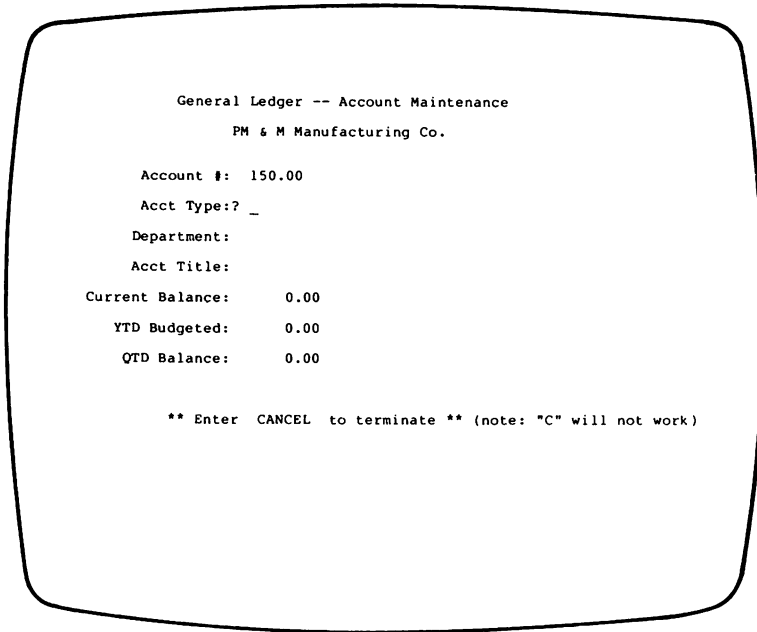 General Ledger -- Account Maintenance
PM & M Manufacturing Co.
Account #: 150.00
Acct Type:? _
Department:
Acct Title:
Current Balance: 0.00
YTD Budgeted: 0.00
QTD Balance: 0.00
** Enter CANCEL to terminate ** (note: "C" will not work)